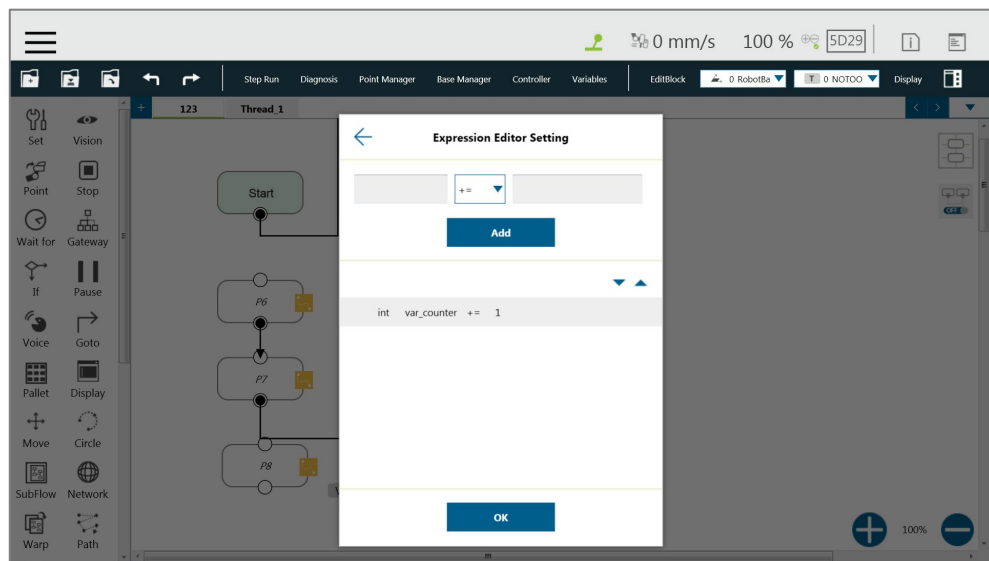 0 mm/s 100 % 5D29
Step Run Diagnosis Point Manager Base Manager Controller Variables EditBlock 0 RobotBa T 0 NOTOO Display
+ 123 Thread_1
Set Vision
Point Stop
Wait for Gateway
If Pause
Voice Goto
Pallet Display
Move Circle
SubFlow Network
Warp Path
Start
P6
P7
P8
Expression Editor Setting
+=
Add
int var_counter += 1
OK
OFF
100%